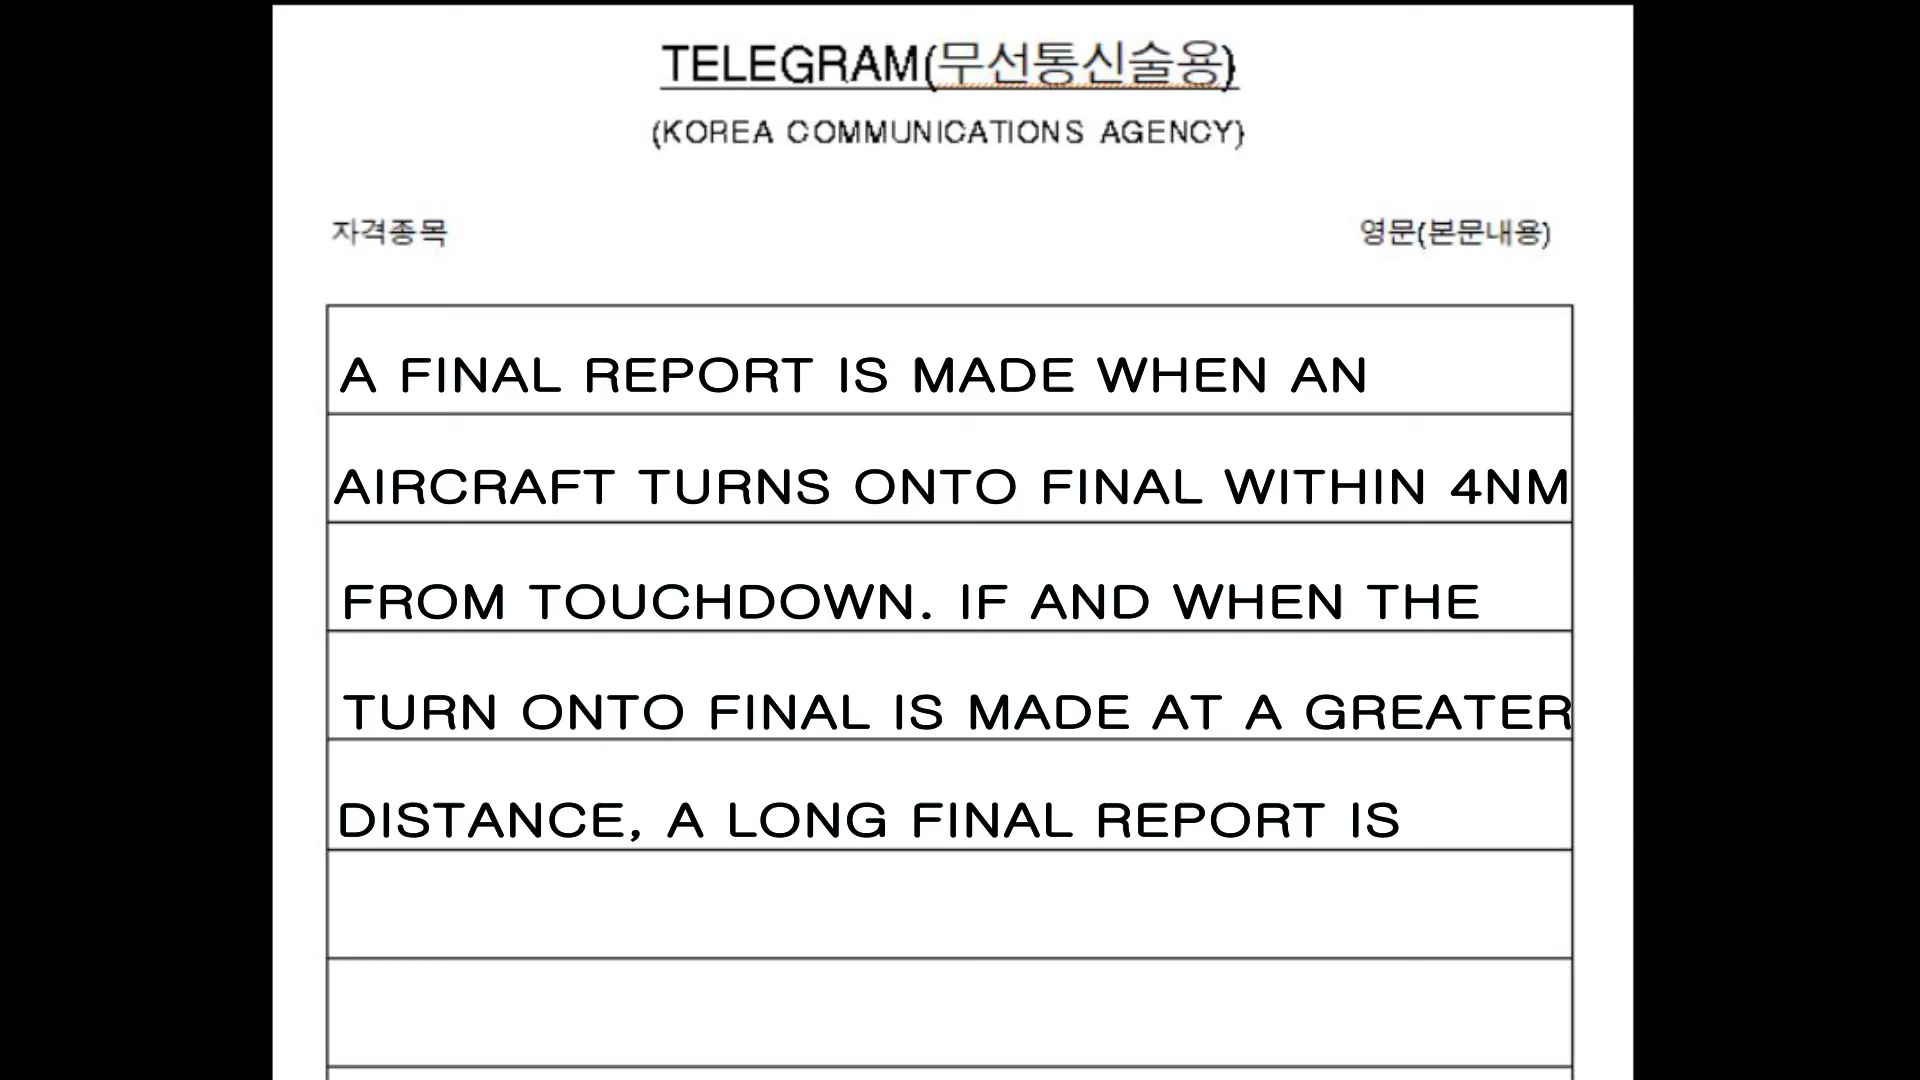 TELEGRAM(무선통신술용)
(KOREA COMMUNICATIONS AGENCY)
자격종목 영문(본문내용)
A FINAL REPORT IS MADE WHEN AN
AIRCRAFT TURNS ONTO FINAL WITHIN 4NM
FROM TOUCHDOWN. IF AND WHEN THE
TURN ONTO FINAL IS MADE AT A GREATER
DISTANCE, A LONG FINAL REPORT IS